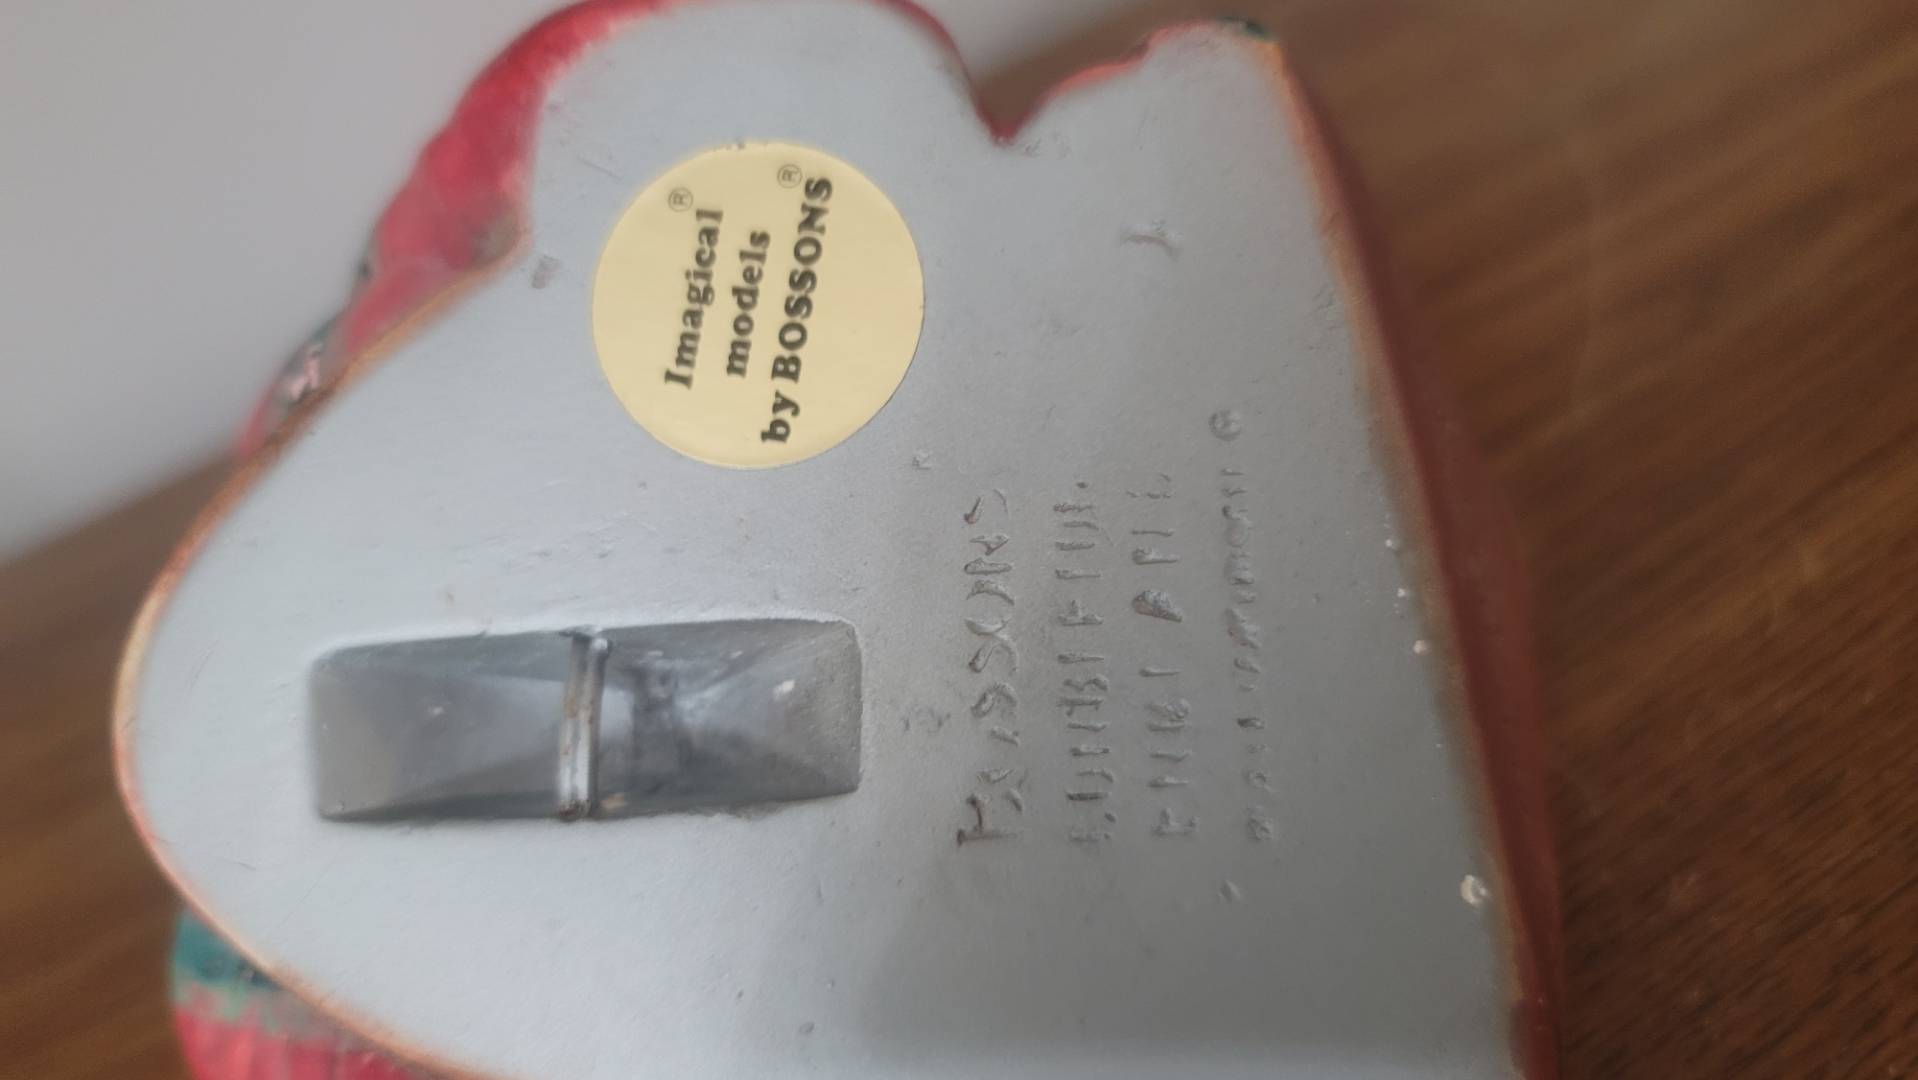 Imagical®
models
by BOSSONS®
BOSSONS
CONGLETON.
ENGLAND